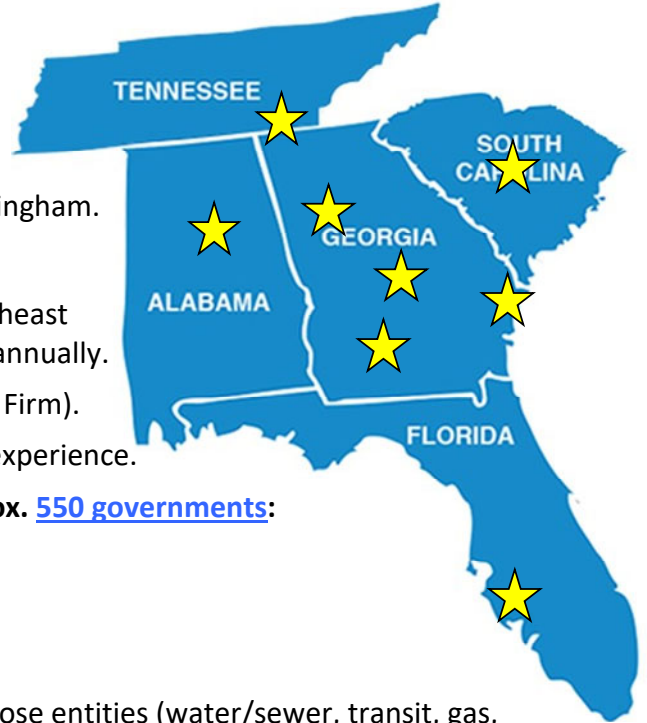 TENNESSEE
SOUTH
CAROLINA
ingham.
GEORGIA
ALABAMA
heast
annually.
Firm).
FLORIDA
experience.
ox. 550 governments:
ose entities (water/sewer, transit, gas,